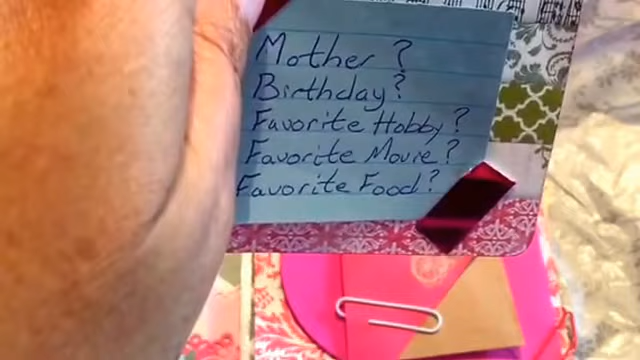 Mother?
Birthday?
Favorite Hobby?
Favorite Movie?
Favorite Food?